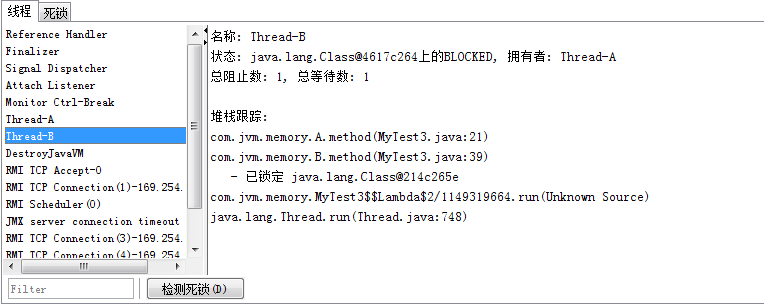 线程 死锁
Reference Handler
Finalizer
Signal Dispatcher
Attach Listener
Monitor Ctrl-Break
Thread-A
Thread-B
DestroyJavaVM
RMI TCP Accept-0
RMI TCP Connection(1)-169.254.
RMI Scheduler(0)
JMX server connection timeout
RMI TCP Connection(3)-169.254.
RMI TCP Connection(4)-169.254.
名称: Thread-B
状态: java.lang.Class@4617c264上的BLOCKED, 拥有者: Thread-A
总阻止数: 1, 总等待数: 1
堆栈跟踪:
com.jvm.memory.A.method(MyTest3.java:21)
com.jvm.memory.B.method(MyTest3.java:39)
- 已锁定 java.lang.Class@214c265e
com.jvm.memory.MyTest3$$Lambda$2/1149319664.run(Unknown Source)
java.lang.Thread.run(Thread.java:748)
Filter
检测死锁(D)